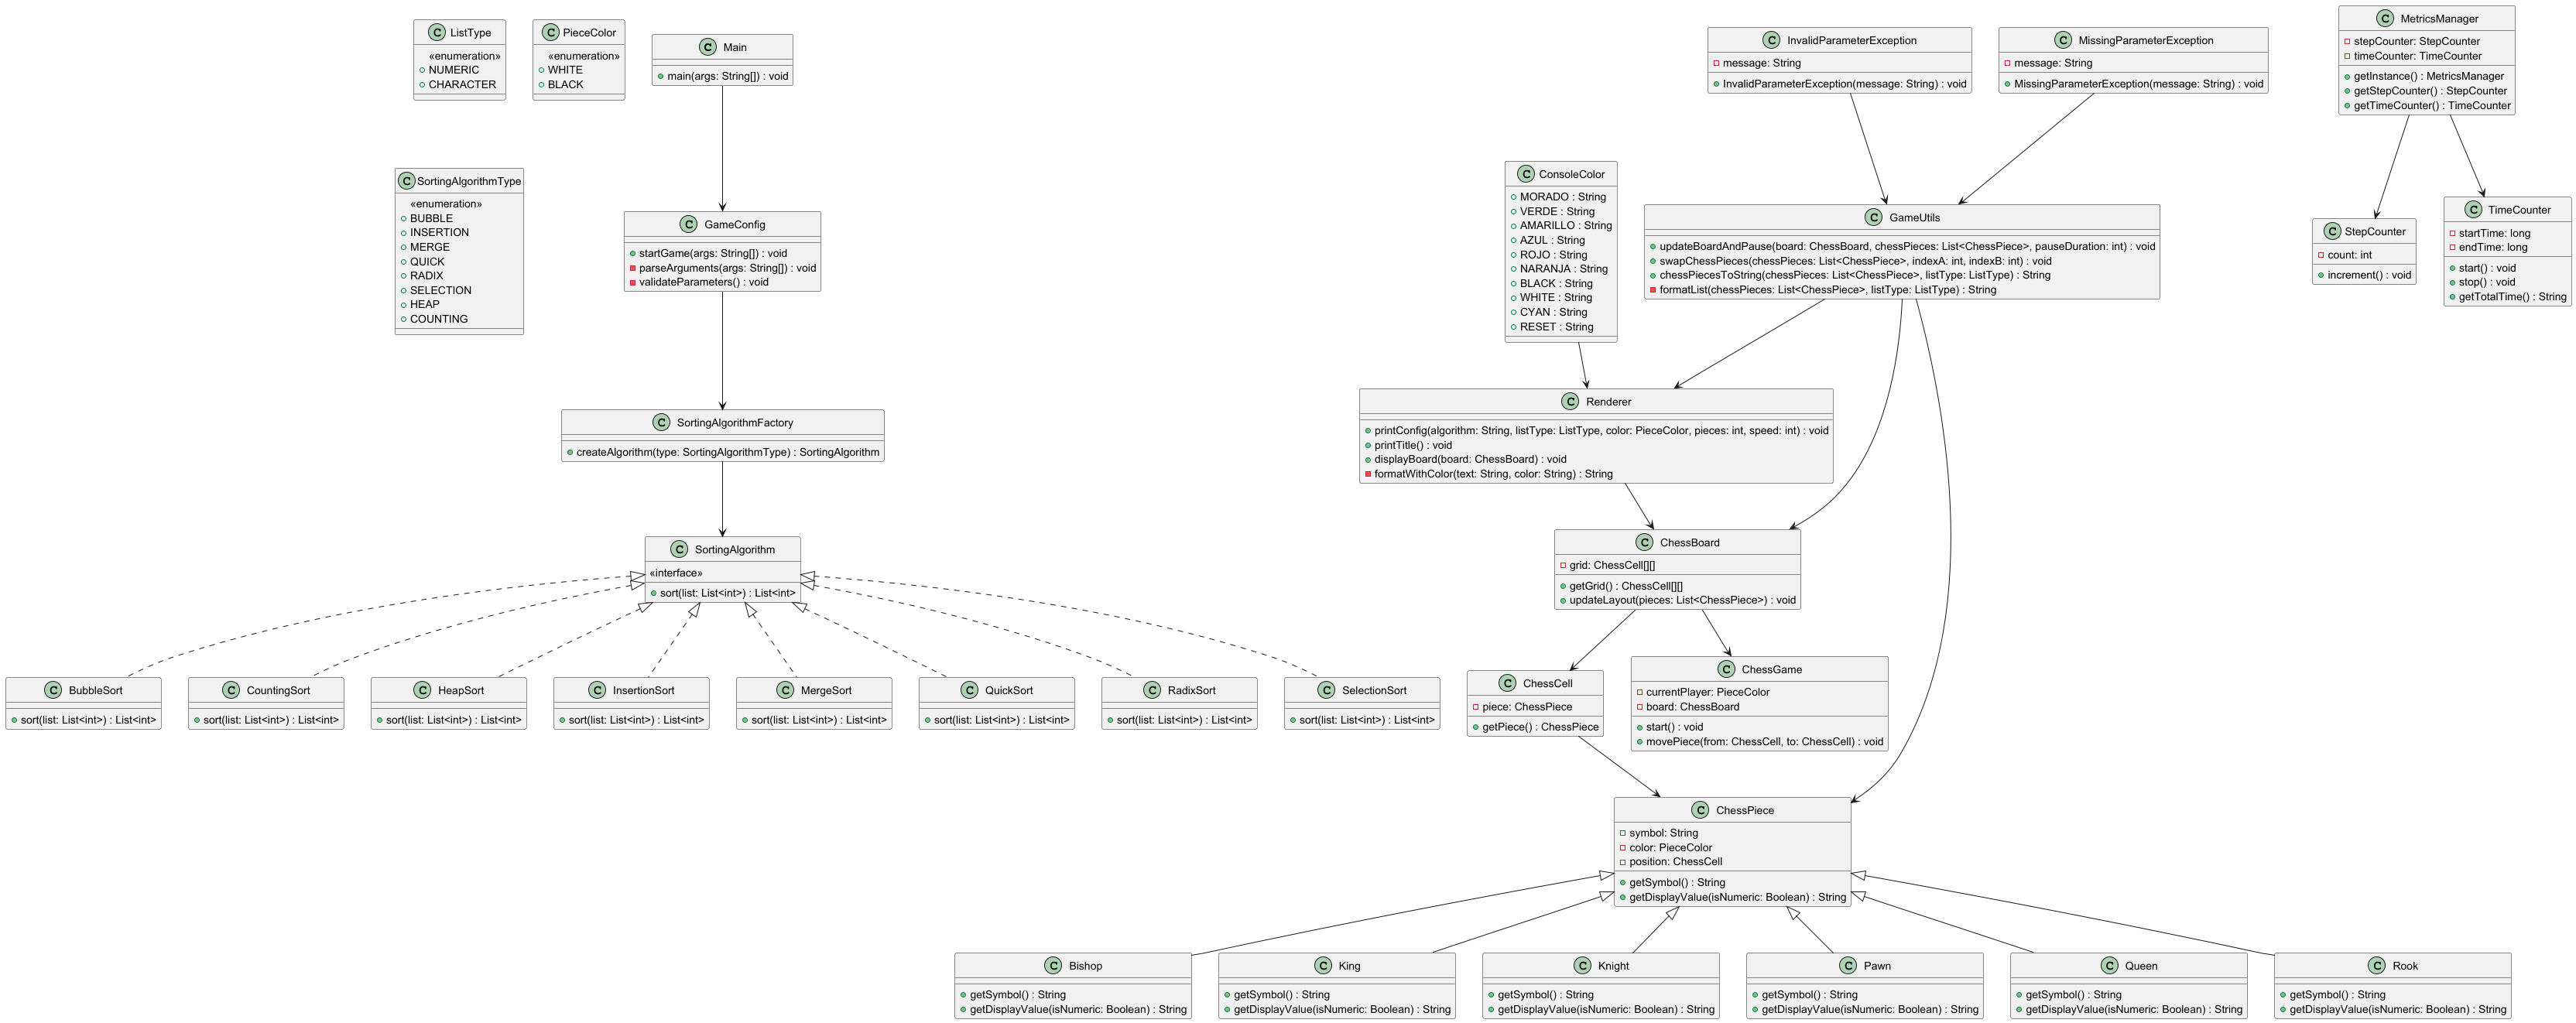 ListType
«enumeration»
NUMERIC
CHARACTER
PieceColor
«enumeration»
WHITE
BLACK
Main
main(args: String[]) : void
InvalidParameterException
message: String
InvalidParameterException(message: String) : void
MissingParameterException
message: String
MissingParameterException(message: String) : void
MetricsManager
stepCounter: StepCounter
timeCounter: TimeCounter
getInstance() : MetricsManager
getStepCounter() : StepCounter
getTimeCounter() : TimeCounter
SortingAlgorithmType
«enumeration»
BUBBLE
INSERTION
MERGE
QUICK
RADIX
SELECTION
HEAP
COUNTING
GameConfig
startGame(args: String[]) : void
parseArguments(args: String[]) : void
validateParameters() : void
ConsoleColor
MORADO : String
VERDE : String
AMARILLO : String
AZUL : String
ROJO : String
NARANJA : String
BLACK : String
WHITE : String
CYAN : String
RESET : String
GameUtils
updateBoardAndPause(board: ChessBoard, chessPieces: List<ChessPiece>, pauseDuration: int) : void
swapChessPieces(chessPieces: List<ChessPiece>, indexA: int, indexB: int) : void
chessPiecesToString(chessPieces: List<ChessPiece>, listType: ListType) : String
formatList(chessPieces: List<ChessPiece>, listType: ListType) : String
StepCounter
count: int
increment() : void
TimeCounter
startTime: long
endTime: long
start() : void
stop() : void
getTotalTime() : String
SortingAlgorithmFactory
createAlgorithm(type: SortingAlgorithmType) : SortingAlgorithm
Renderer
printConfig(algorithm: String, listType: ListType, color: PieceColor, pieces: int, speed: int) : void
printTitle() : void
displayBoard(board: ChessBoard) : void
formatWithColor(text: String, color: String) : String
SortingAlgorithm
«interface»
sort(list: List<int>) : List<int>
ChessBoard
grid: ChessCell[][]
getGrid() : ChessCell[][]
updateLayout(pieces: List<ChessPiece>) : void
BubbleSort
sort(list: List<int>) : List<int>
CountingSort
sort(list: List<int>) : List<int>
HeapSort
sort(list: List<int>) : List<int>
InsertionSort
sort(list: List<int>) : List<int>
MergeSort
sort(list: List<int>) : List<int>
QuickSort
sort(list: List<int>) : List<int>
RadixSort
sort(list: List<int>) : List<int>
SelectionSort
sort(list: List<int>) : List<int>
ChessCell
piece: ChessPiece
getPiece() : ChessPiece
ChessGame
currentPlayer: PieceColor
board: ChessBoard
start() : void
movePiece(from: ChessCell, to: ChessCell) : void
ChessPiece
symbol: String
color: PieceColor
position: ChessCell
getSymbol() : String
getDisplayValue(isNumeric: Boolean) : String
Bishop
getSymbol() : String
getDisplayValue(isNumeric: Boolean) : String
King
getSymbol() : String
getDisplayValue(isNumeric: Boolean) : String
Knight
getSymbol() : String
getDisplayValue(isNumeric: Boolean) : String
Pawn
getSymbol() : String
getDisplayValue(isNumeric: Boolean) : String
Queen
getSymbol() : String
getDisplayValue(isNumeric: Boolean) : String
Rook
getSymbol() : String
getDisplayValue(isNumeric: Boolean) : String